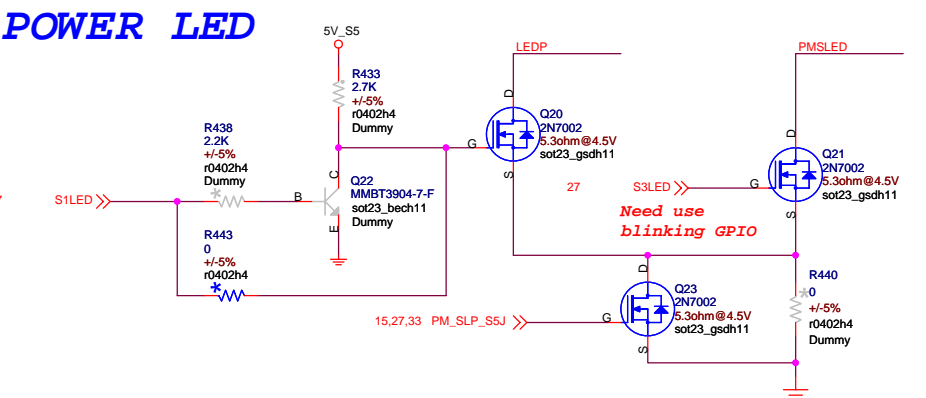 POWER LED
5V_S5
R433
2.7K
+/-5%
r0402h4
Dummy
R438
2.2K
+/-5%
r0402h4
Dummy
S1LED
B
C
E
Q22
MMBT3904-7-F
sot23_bech11
Dummy
R443
0
+/-5%
r0402h4
LEDP
D
G
S
Q20
2N7002
5.3ohm@4.5V
sot23_gsdh11
PMSLED
D
G
S
Q21
2N7002
5.3ohm@4.5V
sot23_gsdh11
27
S3LED
Need use
blinking GPIO
15,27,33 PM_SLP_S5J
D
G
S
Q23
2N7002
5.3ohm@4.5V
sot23_gsdh11
R440
0
+/-5%
r0402h4
Dummy